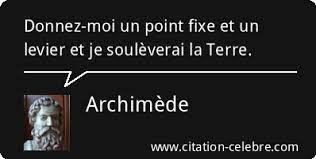 Donnez-moi un point fixe et un
levier et je soulèverai la Terre.
Archimède
www.citation-celebre.com